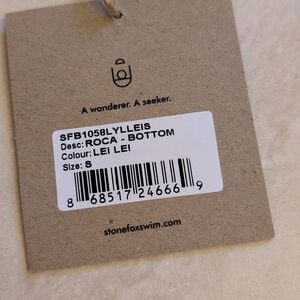 A wanderer. A seeker.
SFB1058LYLLEIS
Desc: ROCA - BOTTOM
Colour: LEI LEI
Size: S
8 68517 24666 9
stonefoxswim.com